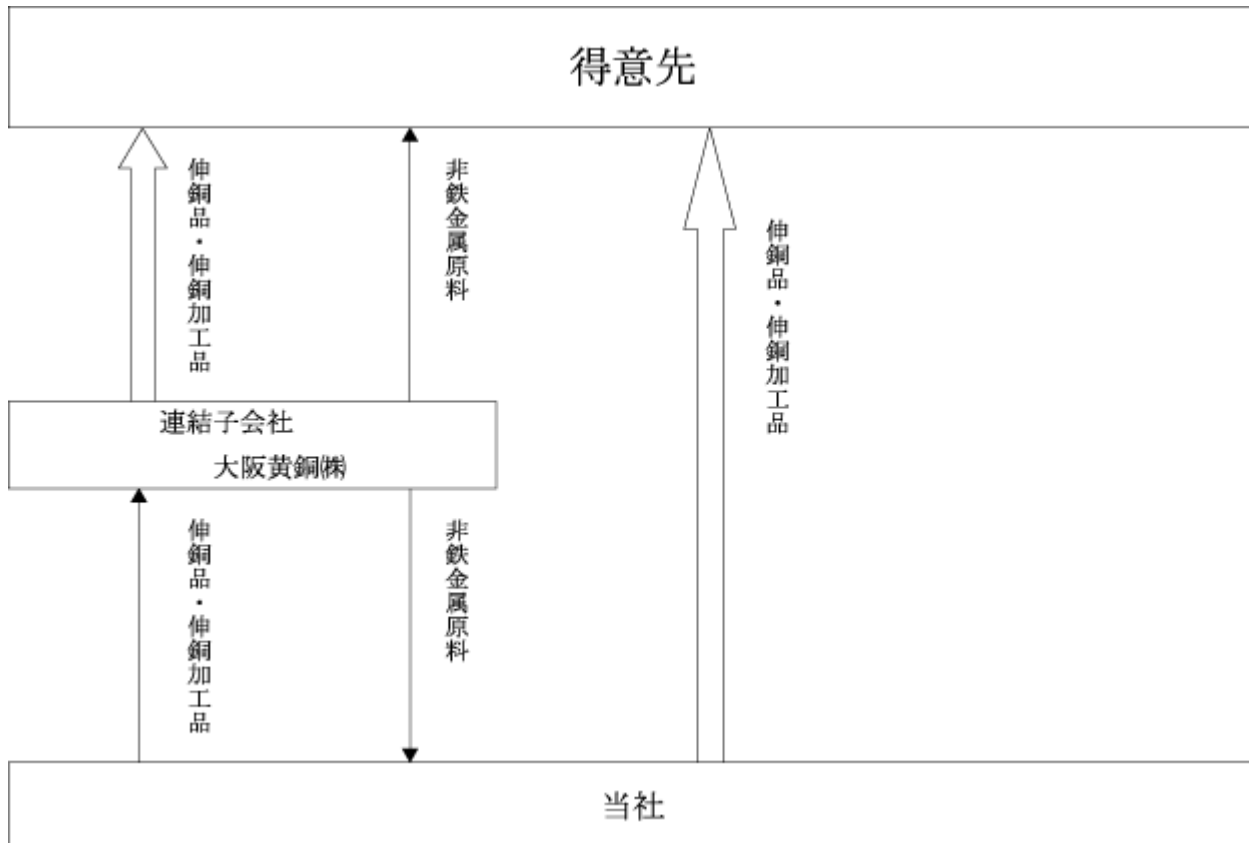 得意先
伸銅品・伸銅加工品
非鉄金属原料
伸銅品・伸銅加工品
連結子会社
大阪黄銅㈱
伸銅品・伸銅加工品
非鉄金属原料
当社